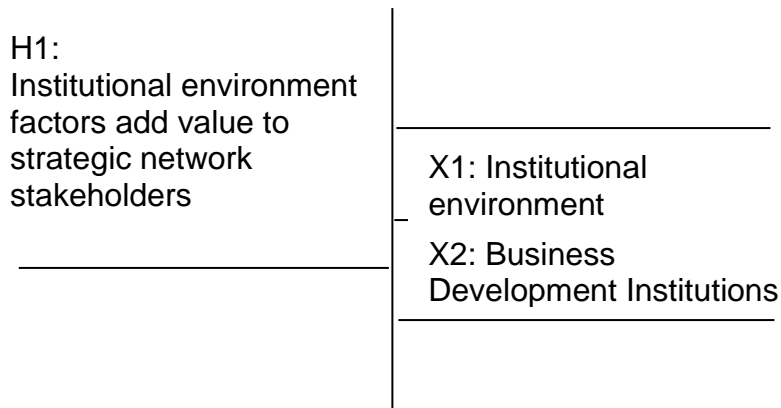 H1:
Institutional environment
factors add value to
strategic network
stakeholders
X1: Institutional
environment
X2: Business
Development Institutions